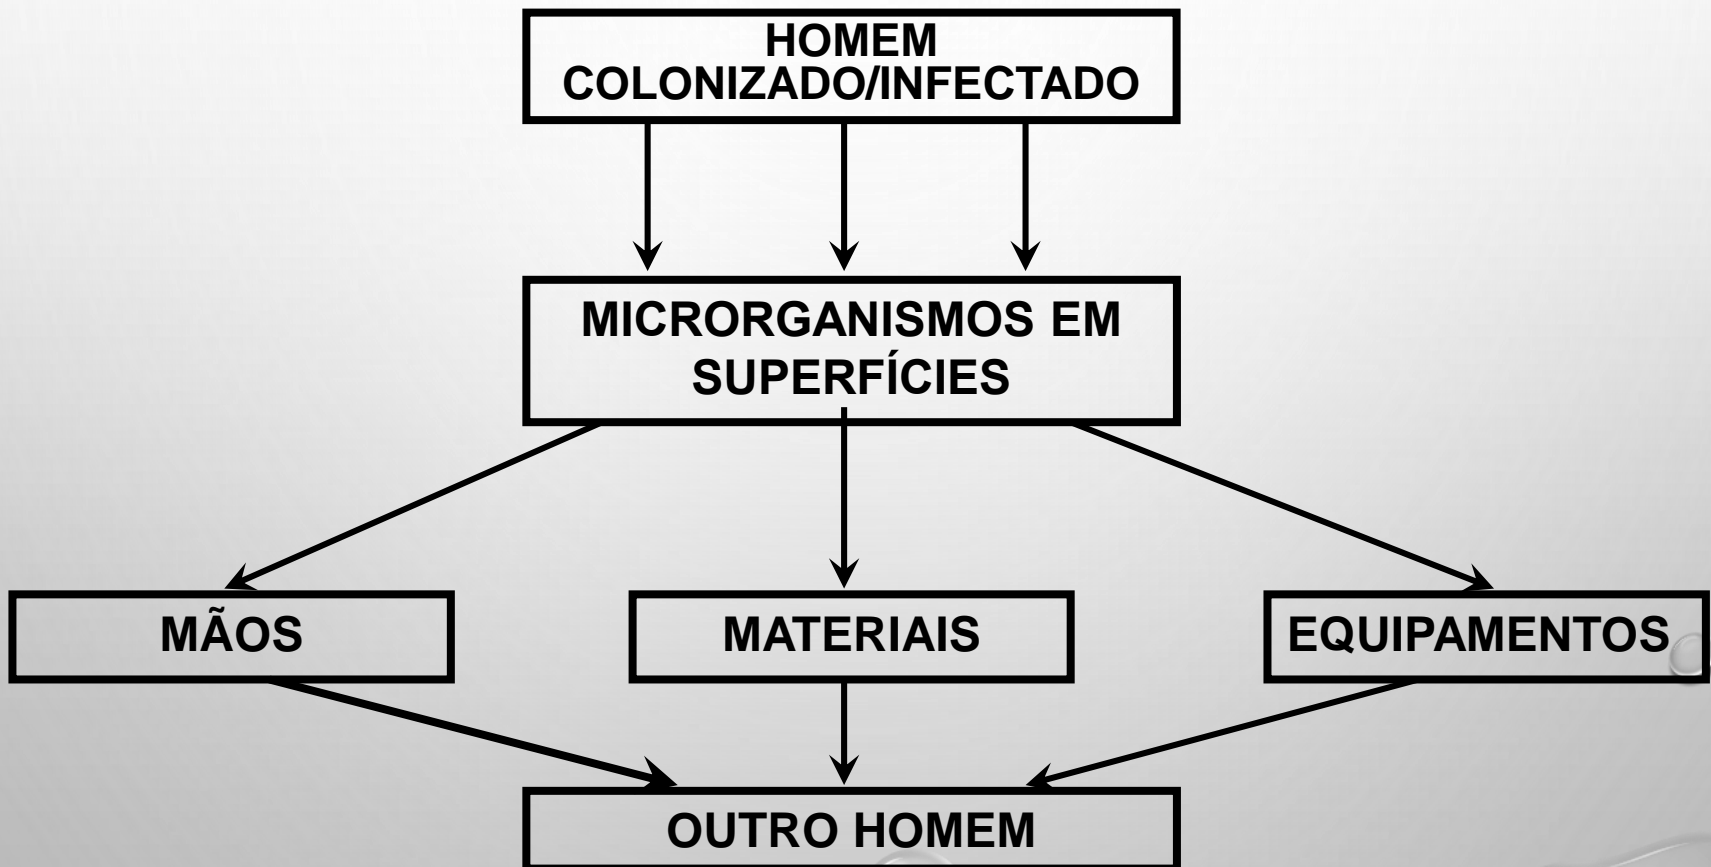 HOMEM
COLONIZADO/INFECTADO
MICRORGANISMOS EM
SUPERFÍCIES
MÃOS
MATERIAIS
EQUIPAMENTOS
OUTRO HOMEM